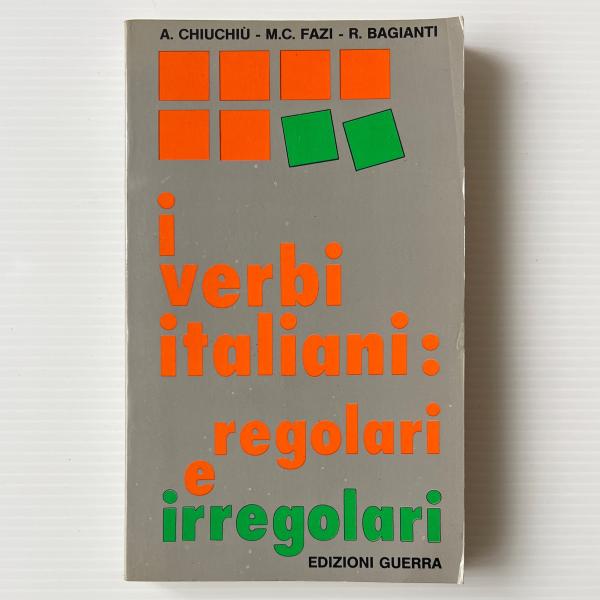 A. CHIUCHIÙ - M.C. FAZI - R. BAGIANTI
i
verbi
italiani:
regolari
e
irregolari
EDIZIONI GUERRA